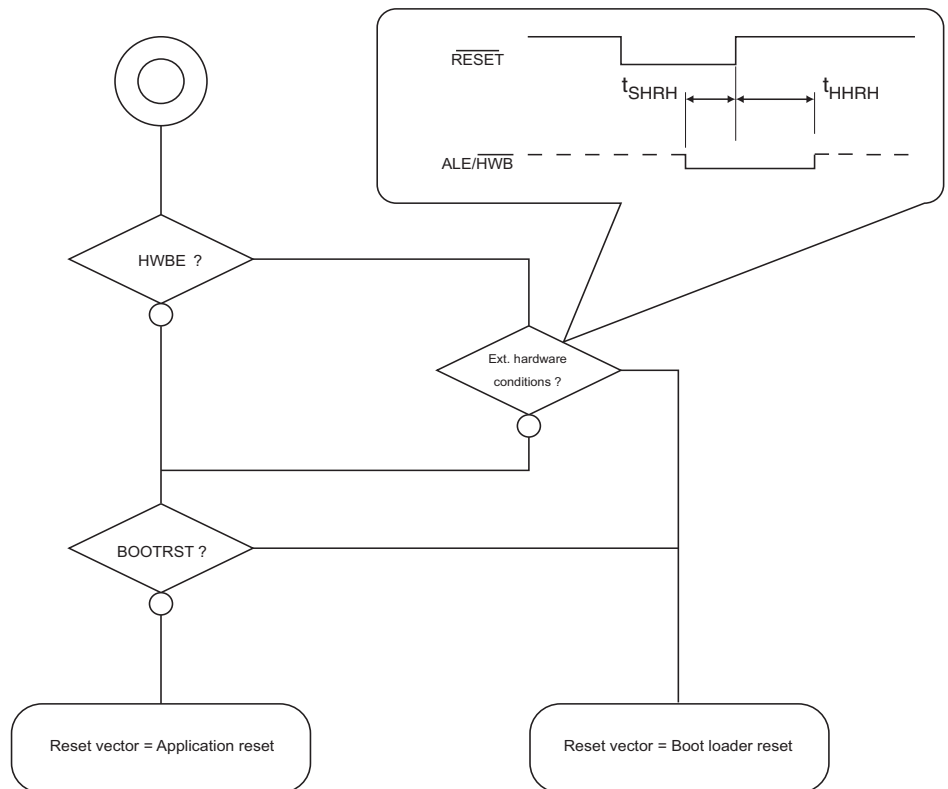 RESET
tSHRH
tHHRH
ALE/HWB
HWBE ?
Ext. hardware
conditions ?
BOOTRST ?
Reset vector = Application reset
Reset vector = Boot loader reset